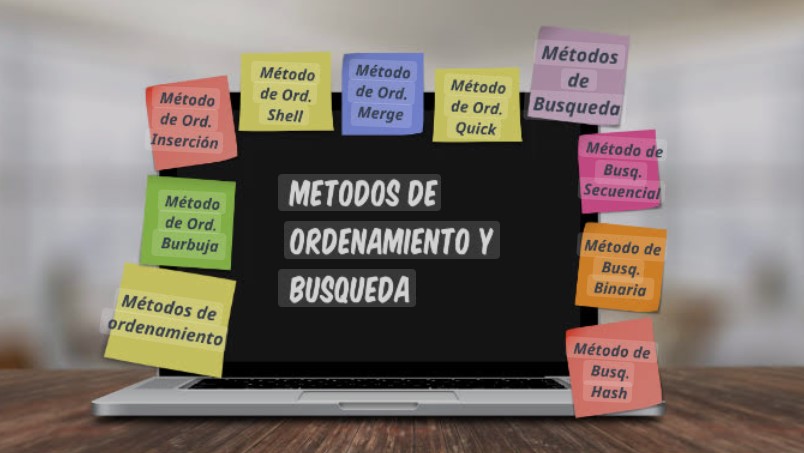 METODOS DE
ORDENAMIENTO Y
BUSQUEDA
Métodos de
ordenamiento
Método
de Ord.
Burbuja
Método
de Ord.
Inserción
Método
de Ord.
Shell
Método
de Ord.
Merge
Método
de Ord.
Quick
Métodos
de
Busqueda
Método de
Busq.
Secuencial
Método de
Busq.
Binaria
Método de
Busq.
Hash